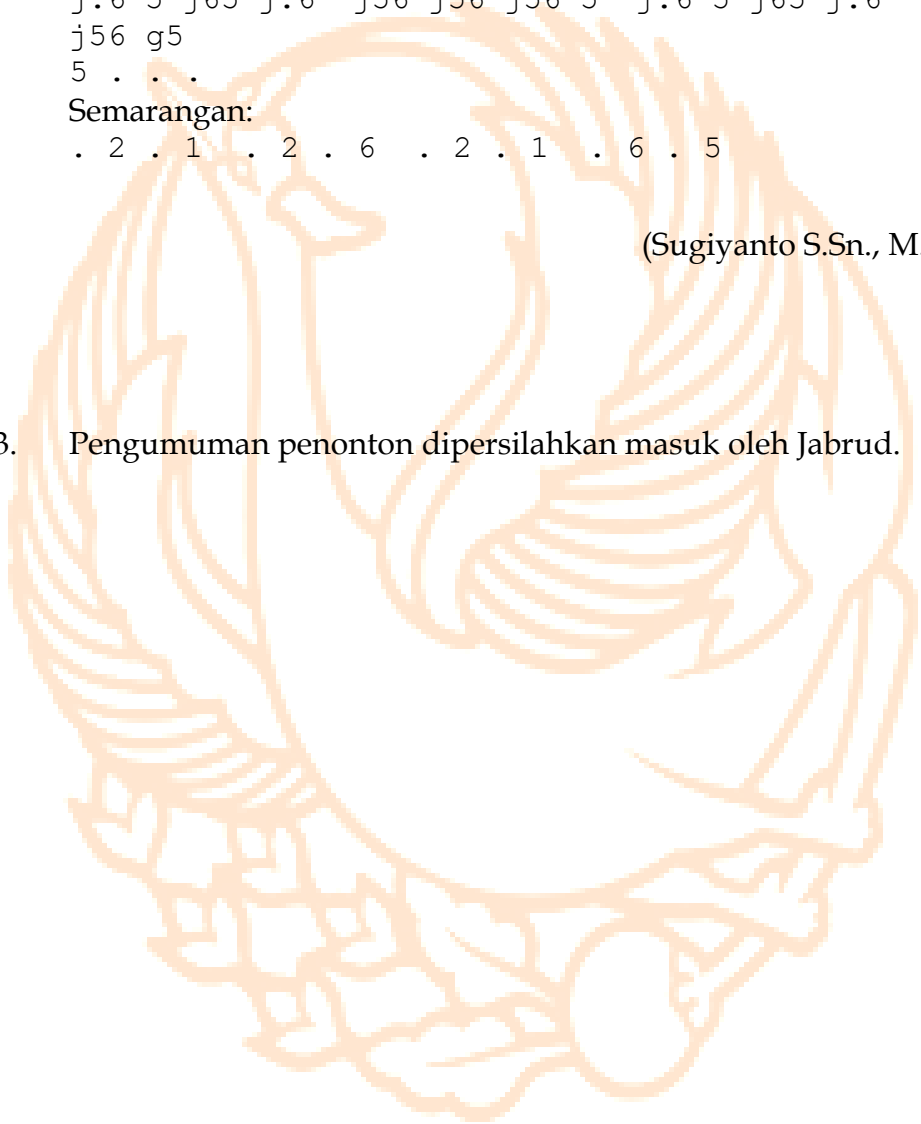 j.6 5 j65 j.6 j56 j56 j56 5 j.6 5 j65 j.6
j56 g5
5 . . .
Semarangan:
. 2 . 1 . 2 . 6 . 2 . 1 . 6 . 5
(Sugiyanto S.Sn., M.
3. Pengumuman penonton dipersilahkan masuk oleh Jabrud.